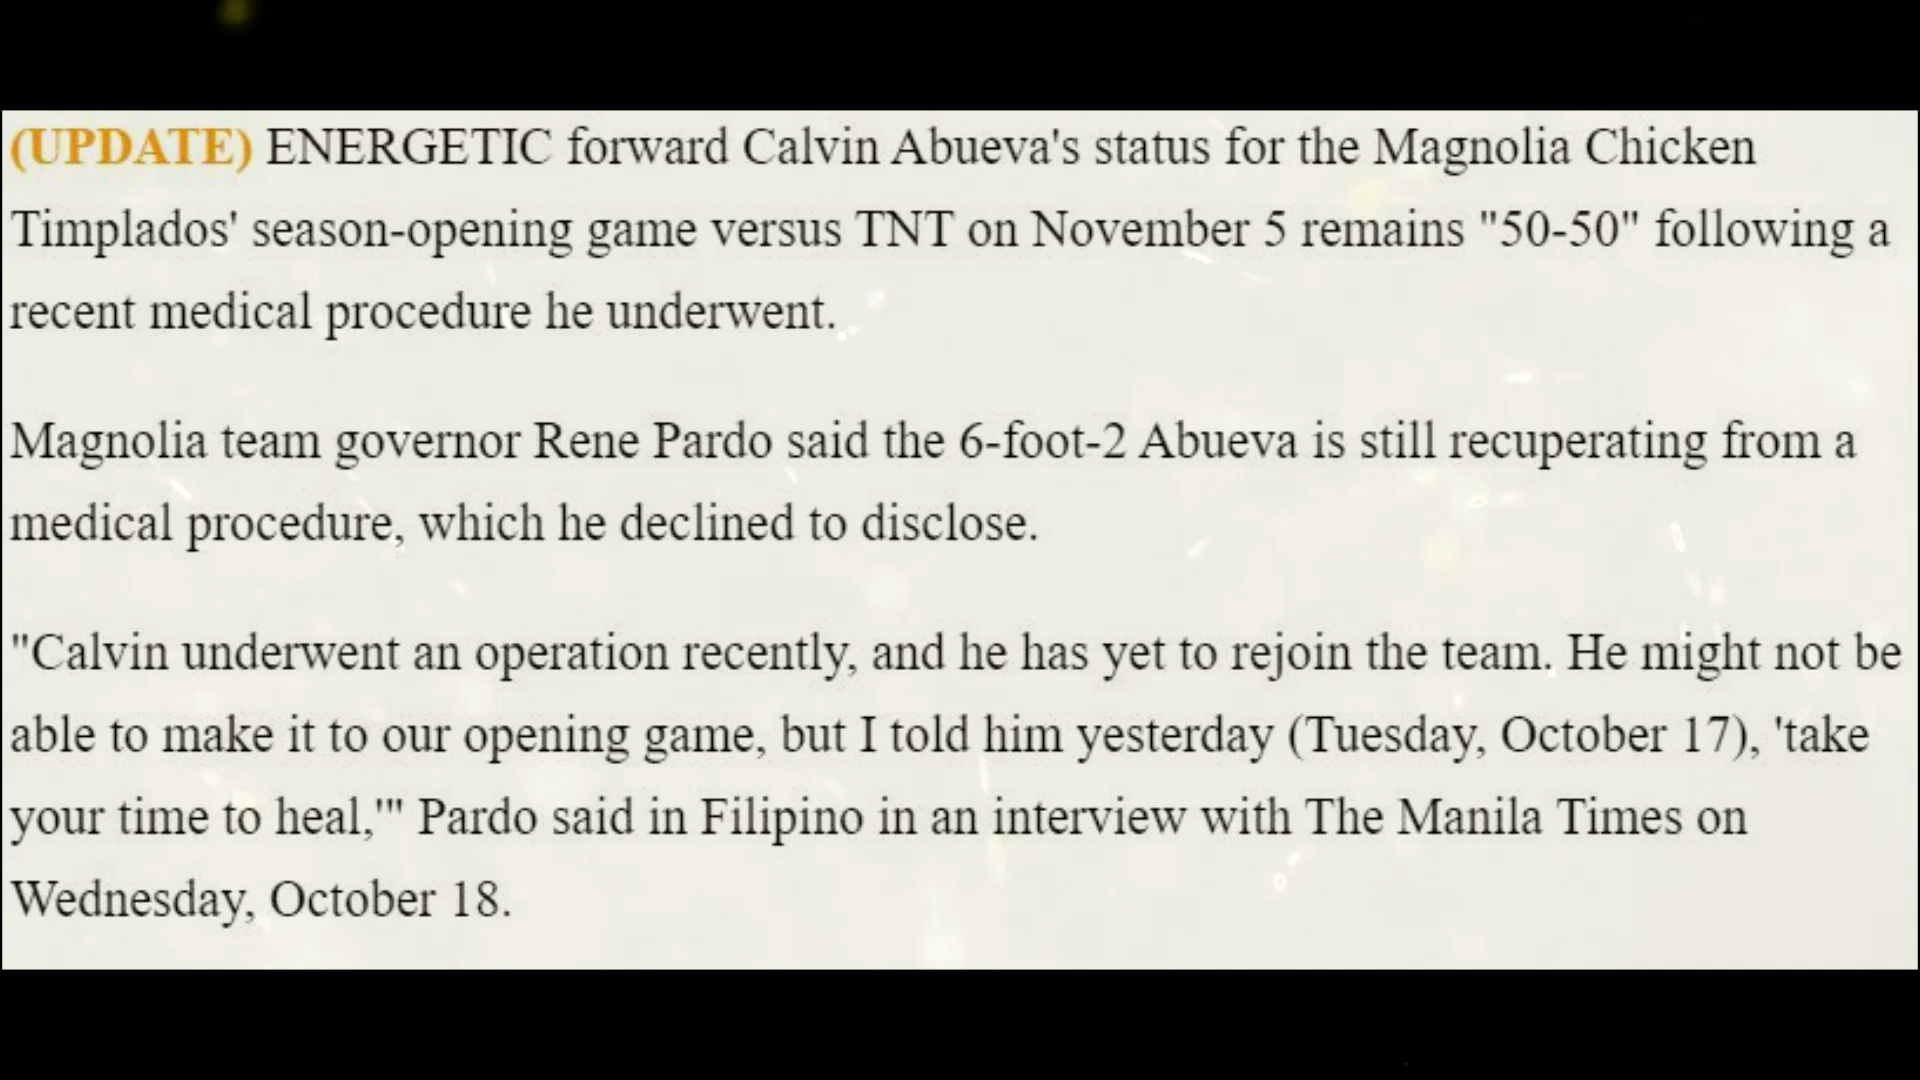 (UPDATE) ENERGETIC forward Calvin Abueva's status for the Magnolia Chicken
Timplados' season-opening game versus TNT on November 5 remains "50-50" following a
recent medical procedure he underwent.
Magnolia team governor Rene Pardo said the 6-foot-2 Abueva is still recuperating from a
medical procedure, which he declined to disclose.
"Calvin underwent an operation recently, and he has yet to rejoin the team. He might not be
able to make it to our opening game, but I told him yesterday (Tuesday, October 17), 'take
your time to heal,'" Pardo said in Filipino in an interview with The Manila Times on
Wednesday, October 18.